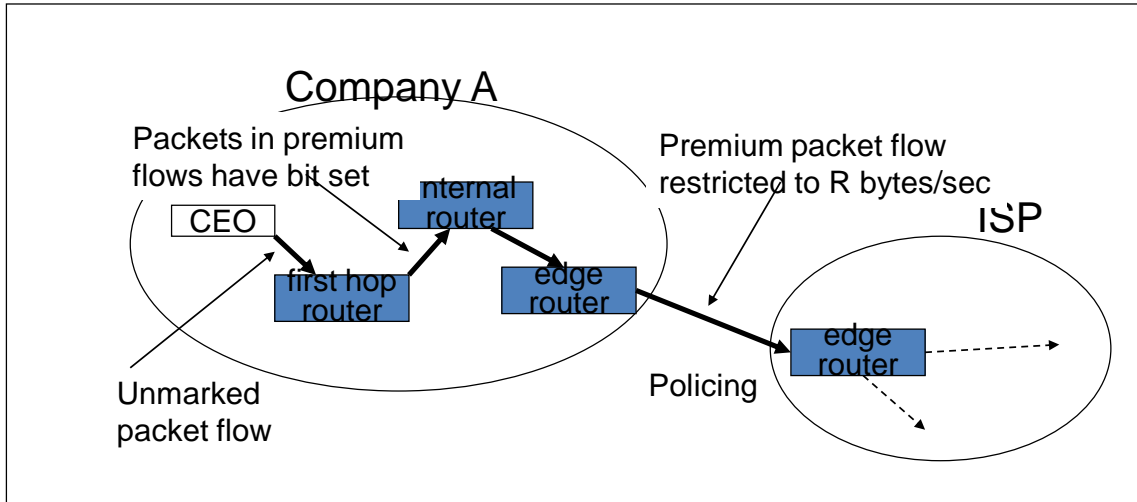 Company A
Packets in premium
flows have bit set
Premium packet flow
restricted to R bytes/sec
nternal
router
CEO
ISP
first hop
router
edge
router
edge
router
Policing
Unmarked
packet flow